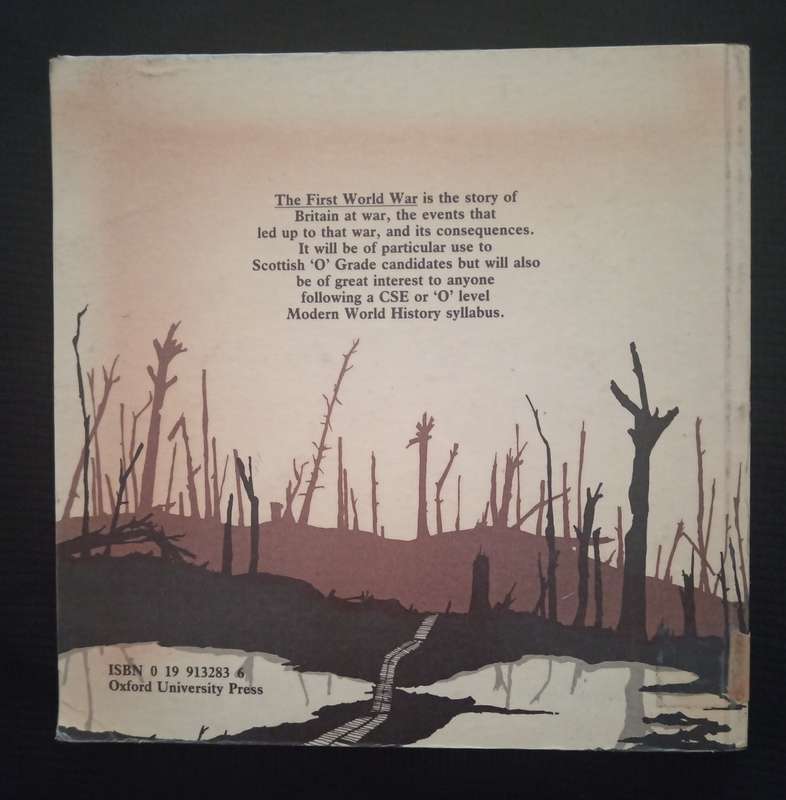 The First World War is the story of
Britain at war, the events that
led up to that war, and its consequences.
It will be of particular use to
Scottish ‘O’ Grade candidates but will also
be of great interest to anyone
following a CSE or ‘O’ level
Modern World History syllabus.
ISBN 0 19 913283 6
Oxford University Press